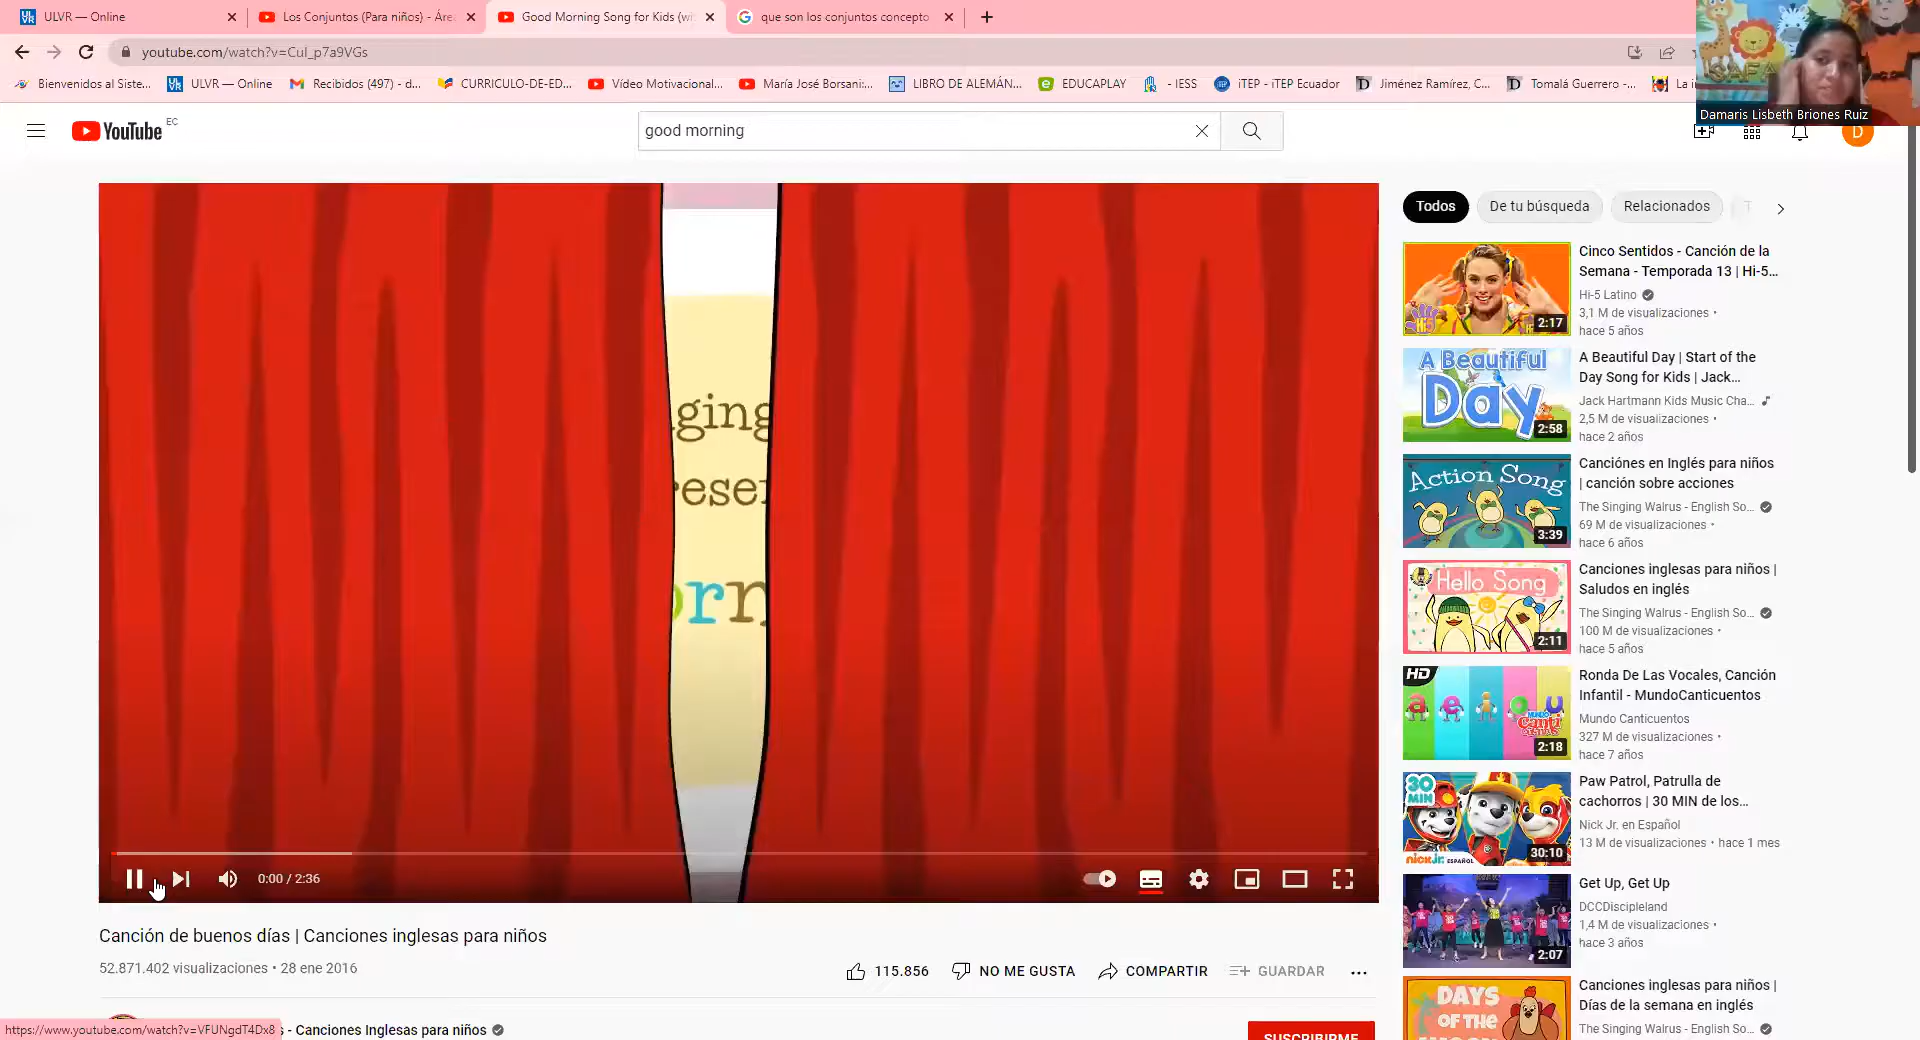 ULVR — Online
Los Conjuntos (Para niños) - Área
Good Morning Song for Kids (wi
que son los conjuntos concepto
youtube.com/watch?v=CuI_p7a9VGs
Bienvenidos al Siste...
ULVR — Online
Recibidos (497) - d...
CURRICULO-DE-ED...
Vídeo Motivacional...
María José Borsani:...
LIBRO DE ALEMÁN...
EDUCAPLAY
- IESS
iTEP - iTEP Ecuador
Jiménez Ramírez, C...
Tomalá Guerrero -...
La i
Damaris Lisbeth Briones Ruiz
YouTube EC
good morning
D
ging
resen
orn
0:00 / 2:36
Canción de buenos días | Canciones inglesas para niños
52.871.402 visualizaciones • 28 ene 2016
115.856
NO ME GUSTA
COMPARTIR
GUARDAR
- Canciones Inglesas para niños
SUSCRIBIRME
https://www.youtube.com/watch?v=VFUNgdT4Dx8
Todos
De tu búsqueda
Relacionados
T
Cinco Sentidos - Canción de la
Semana - Temporada 13 | Hi-5...
Hi-5 Latino
3,1 M de visualizaciones •
hace 5 años
2:17
A Beautiful
Day
2:58
A Beautiful Day | Start of the
Day Song for Kids | Jack...
Jack Hartmann Kids Music Cha...
2,5 M de visualizaciones •
hace 2 años
Action Song
3:39
Canciónes en Inglés para niños
| canción sobre acciones
The Singing Walrus - English So...
69 M de visualizaciones •
hace 6 años
Hello Song
2:11
Canciones inglesas para niños |
Saludos en inglés
The Singing Walrus - English So...
100 M de visualizaciones •
hace 5 años
HD
a e i o u
MUNDO
Canti
cuentos
2:18
Ronda De Las Vocales, Canción
Infantil - MundoCanticuentos
Mundo Canticuentos
327 M de visualizaciones •
hace 7 años
30
MIN
nick jr. ESPAÑOL
30:10
Paw Patrol, Patrulla de
cachorros | 30 MIN de los...
Nick Jr. en Español
13 M de visualizaciones • hace 1 mes
2:07
Get Up, Get Up
DCCDiscipleland
1,4 M de visualizaciones •
hace 3 años
DAYS
OF THE
Canciones inglesas para niños |
Días de la semana en inglés
The Singing Walrus - English So...